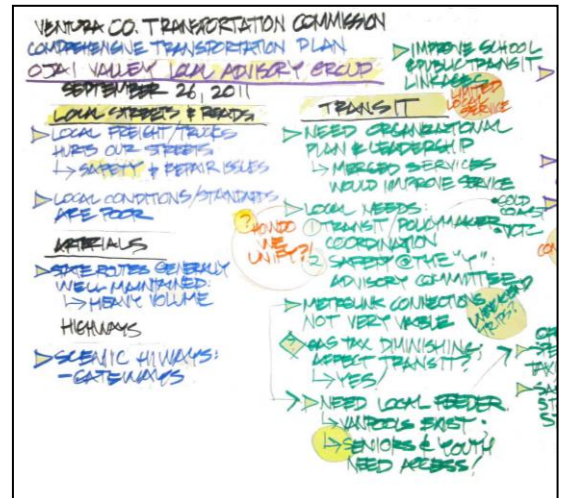 VENTURA CO. TRANSPORTATION COMMISSION
COMPREHENSIVE TRANSPORTATION PLAN
OJAI VALLEY LOCAL ADVISORY GROUP
SEPTEMBER 26, 2011
LOCAL STREETS & ROADS
LOCAL FREIGHT/TRUCKS
HURTS OUR STREETS
↳ SAFETY & REPAIR ISSUES
LOCAL CONDITIONS/STANDARDS
ARE POOR
ARTERIALS
STATE ROUTES GENERALLY
WELL MAINTAINED:
↳ HEAVY VOLUME
HIGHWAYS
SCENIC HIWAYS:
- GATEWAYS
?
HOW DO
WE
UNIFY?!
IMPROVE SCHOOL
& PUBLIC TRANSIT
LINKAGES
LIMITED
LOCAL
SERVICE
TRANSIT
NEED ORGANIZATIONAL
PLAN & LEADERSHIP
↳ MERGED SERVICES
WOULD IMPROVE SERVICE
LOCAL NEEDS:
1 TRANSIT POLICYMAKER
COORDINATION
2 SAFETY @ THE "Y":
ADVISORY COMMITTEE
• GOLD
COAST
• VCTC
METROLINK CONNECTIONS
NOT VERY VIABLE
WEEKEND
TRIPS?
GAS TAX DIMINISHING,
AFFECT TRANSIT?
↳ YES!
NEED LOCAL FEEDER
↳ VANPOOLS EXIST.
↳ SENIORS & YOUTH
NEED ACCESS!